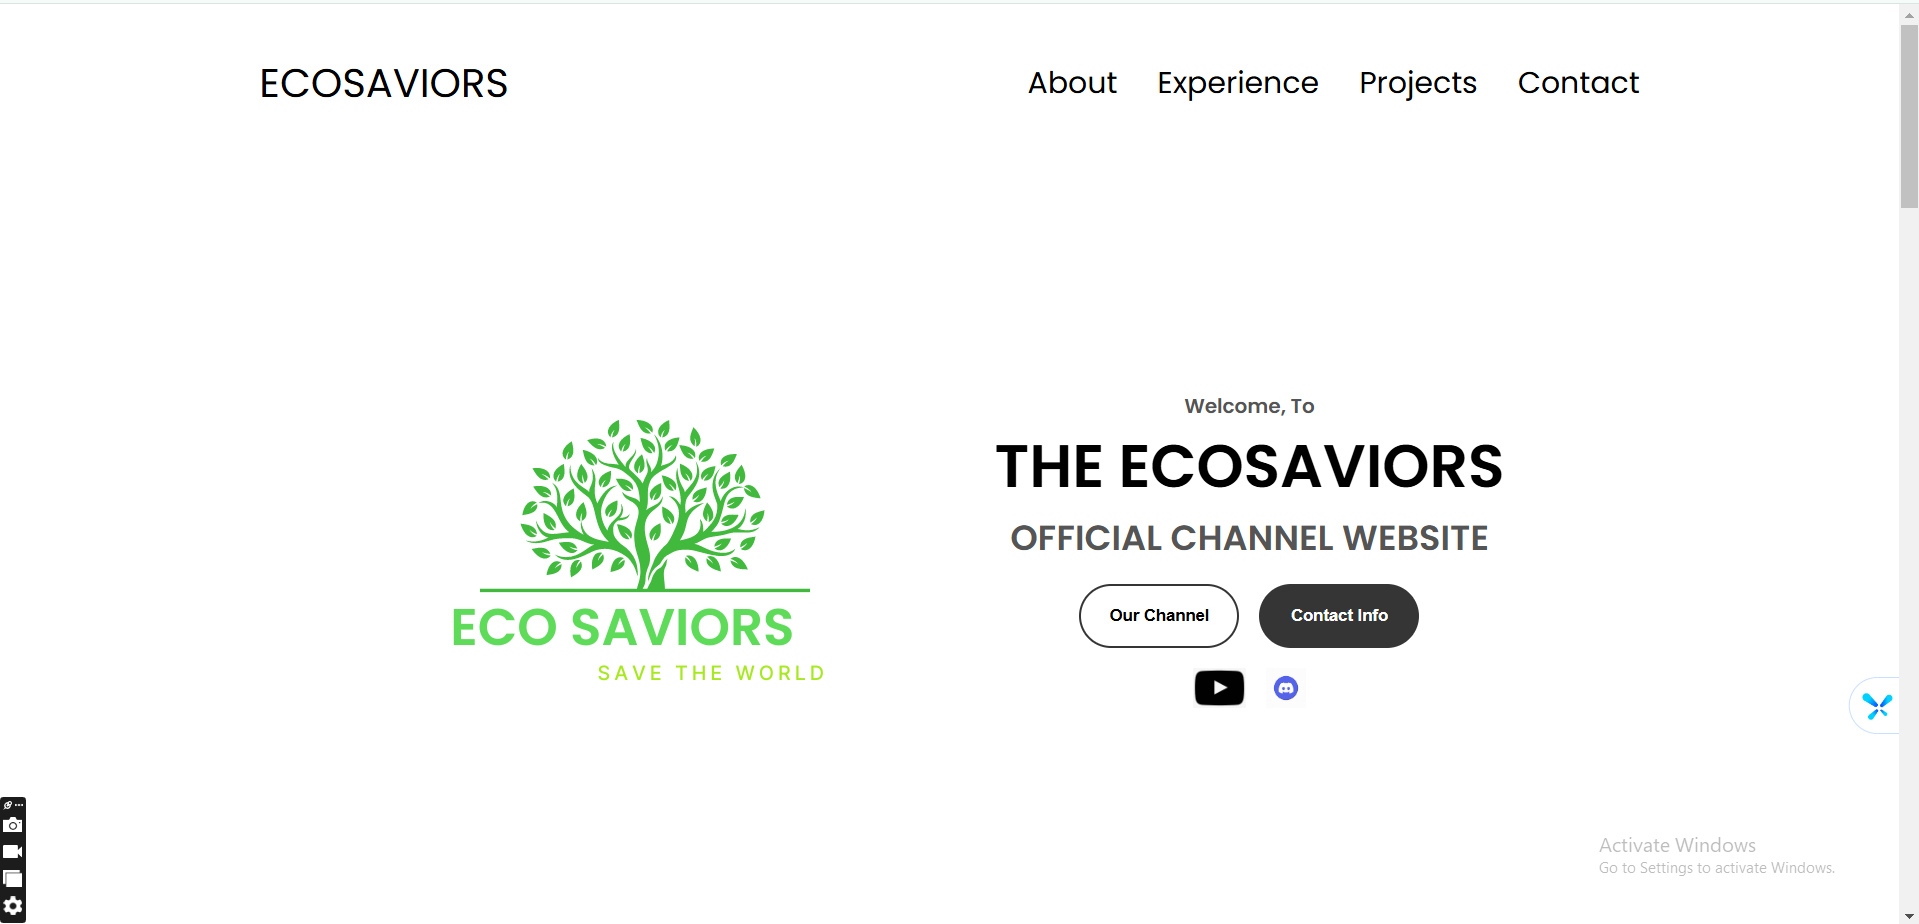 ECOSAVIORS
About Experience Projects Contact
Welcome, To
THE ECOSAVIORS
OFFICIAL CHANNEL WEBSITE
Our Channel Contact Info
ECO SAVIORS
SAVE THE WORLD
Activate Windows
Go to Settings to activate Windows.